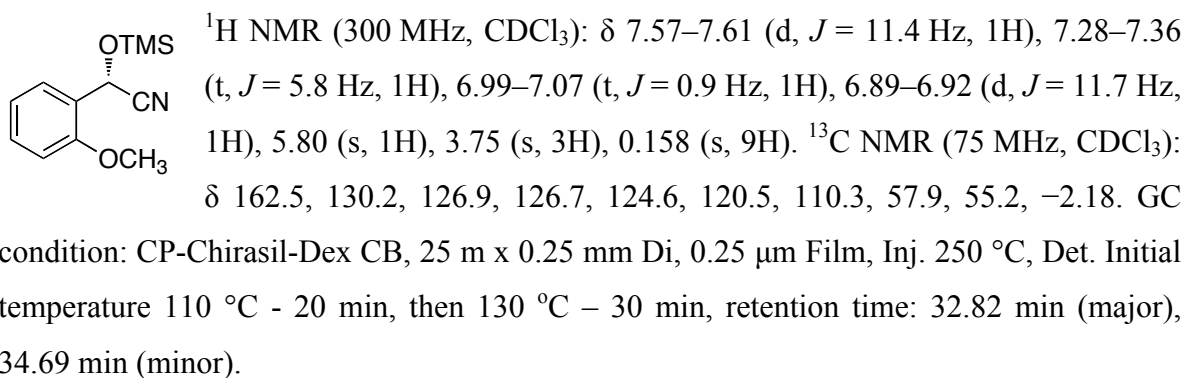 OTMS
CN
OCH₃
¹H NMR (300 MHz, CDCl₃): δ 7.57–7.61 (d, J = 11.4 Hz, 1H), 7.28–7.36
(t, J = 5.8 Hz, 1H), 6.99–7.07 (t, J = 0.9 Hz, 1H), 6.89–6.92 (d, J = 11.7 Hz,
1H), 5.80 (s, 1H), 3.75 (s, 3H), 0.158 (s, 9H). ¹³C NMR (75 MHz, CDCl₃):
δ 162.5, 130.2, 126.9, 126.7, 124.6, 120.5, 110.3, 57.9, 55.2, −2.18. GC
condition: CP-Chirasil-Dex CB, 25 m x 0.25 mm Di, 0.25 μm Film, Inj. 250 °C, Det. Initial
temperature 110 °C - 20 min, then 130 °C – 30 min, retention time: 32.82 min (major),
34.69 min (minor).